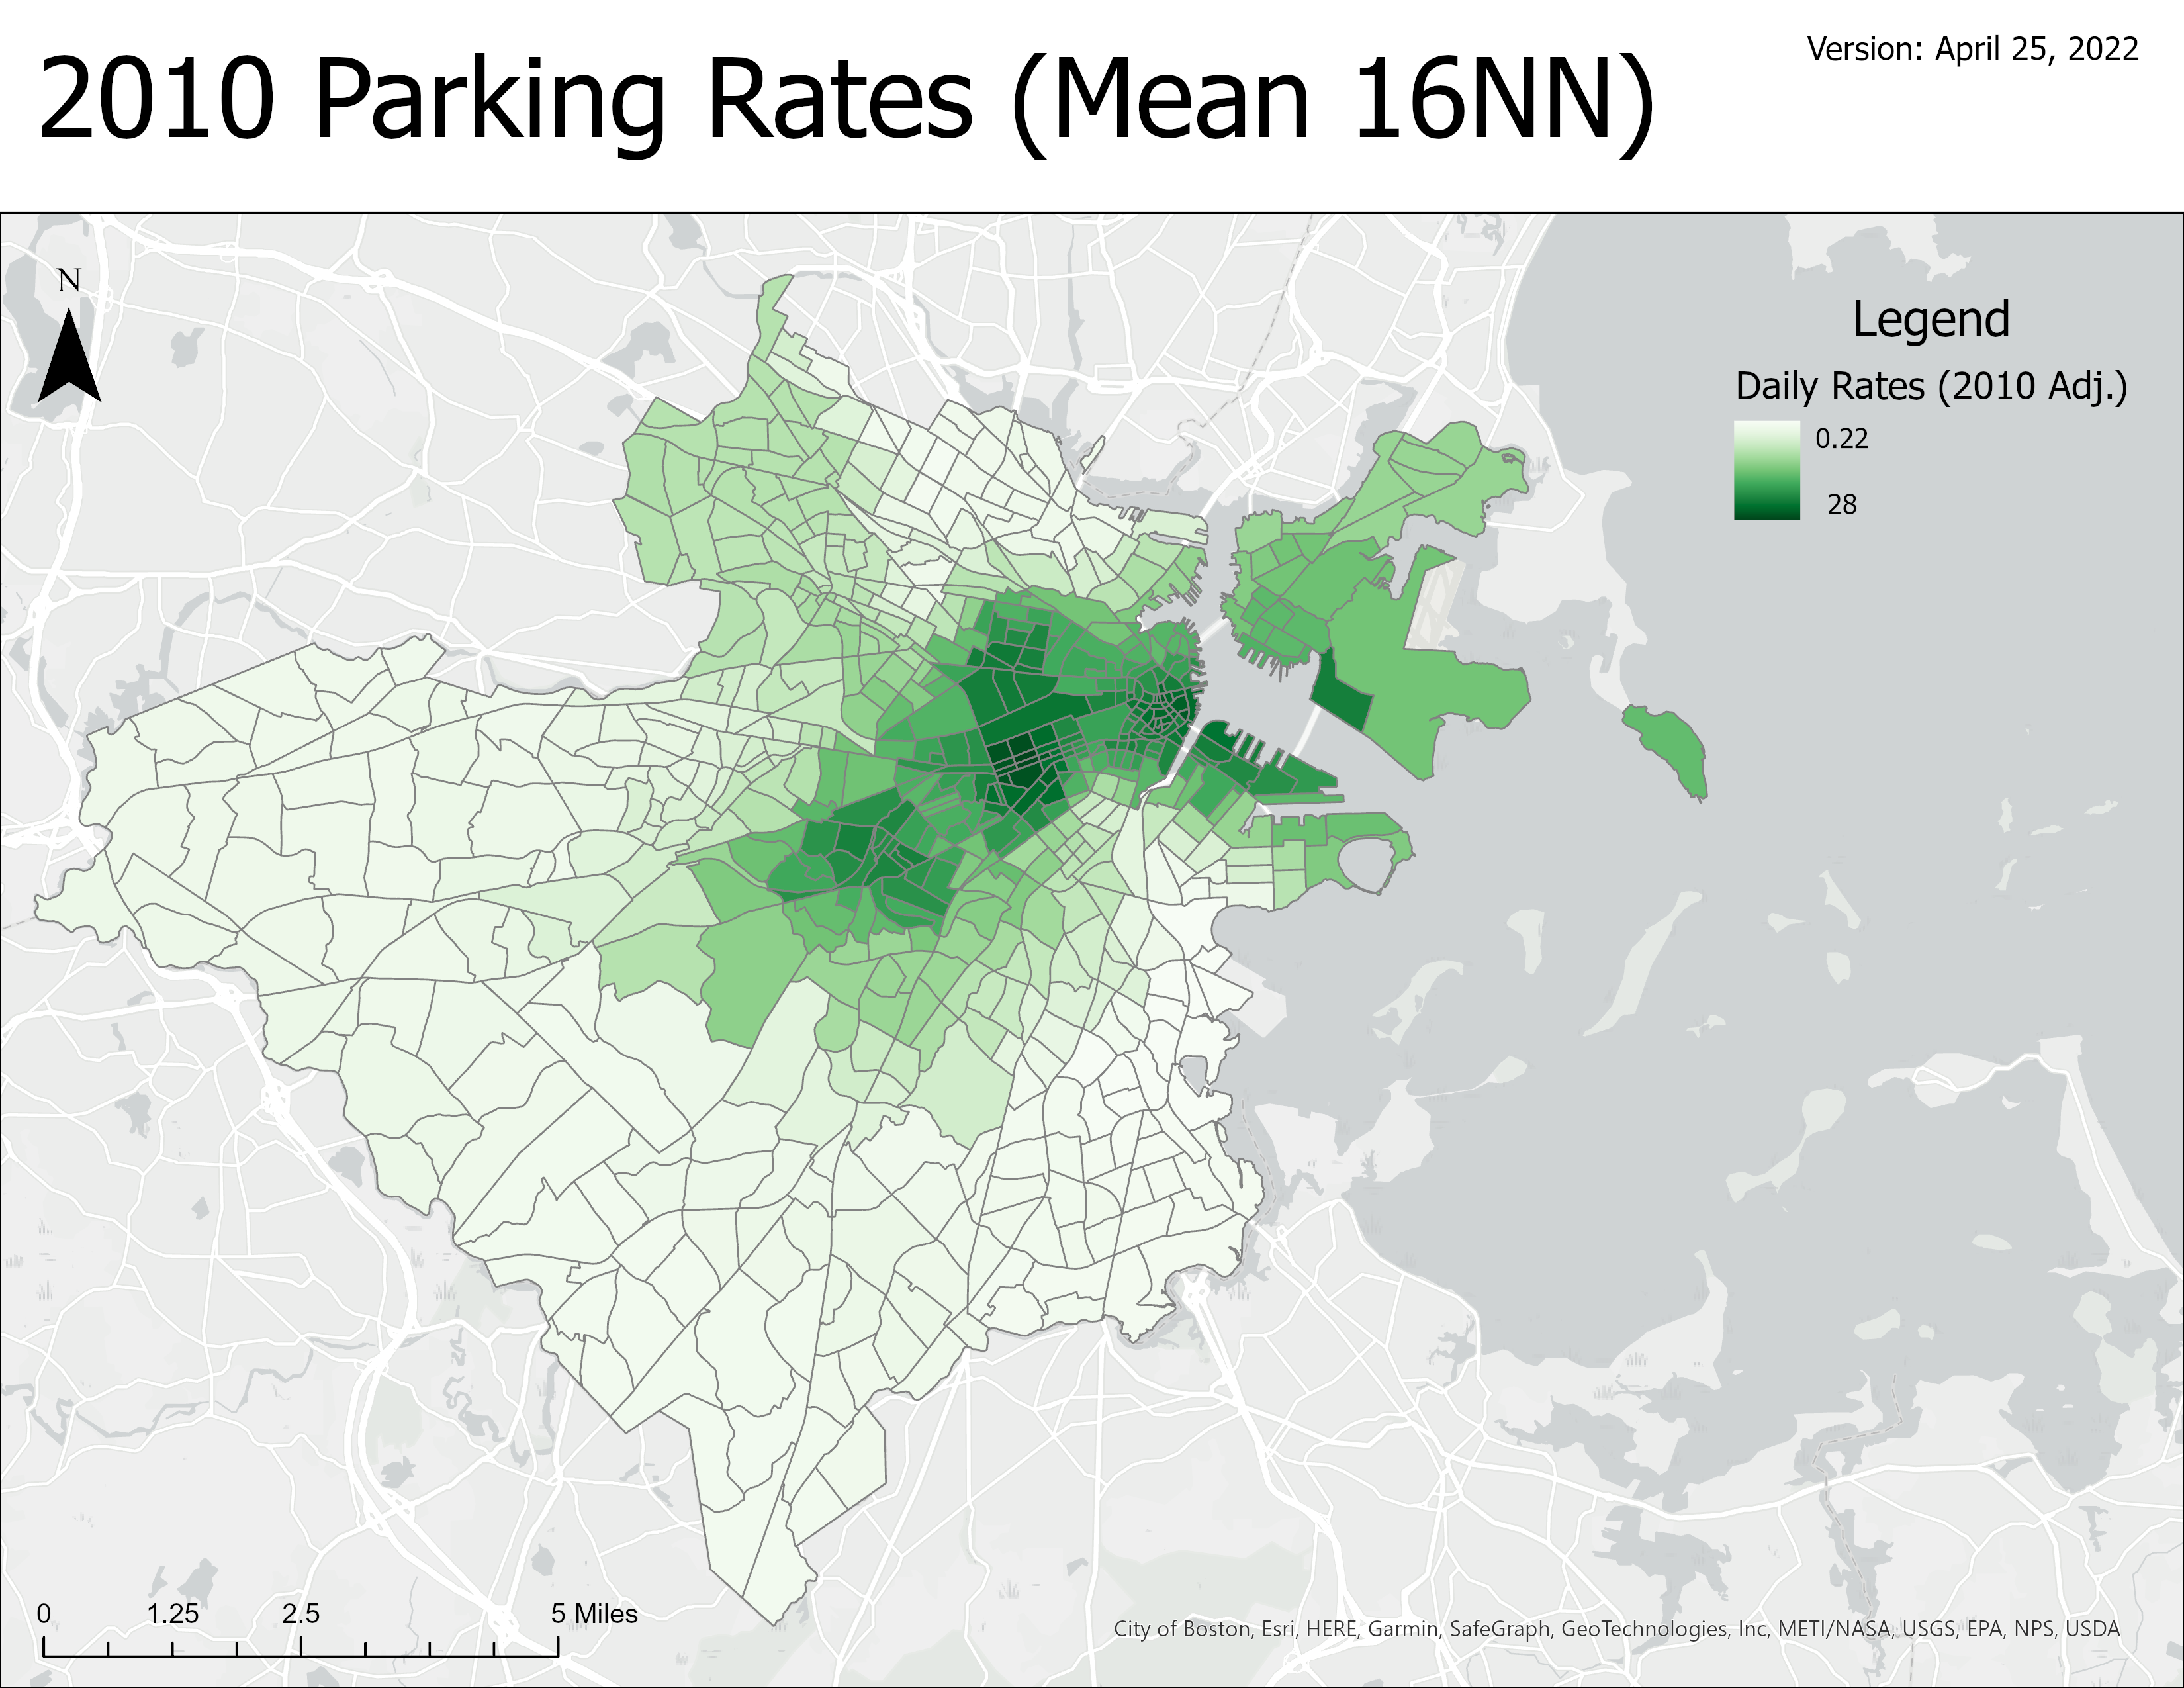 2010 Parking Rates (Mean 16NN)
Version: April 25, 2022
N
Legend
Daily Rates (2010 Adj.)
0.22
28
0 1.25 2.5 5 Miles
City of Boston, Esri, HERE, Garmin, SafeGraph, GeoTechnologies, Inc, METI/NASA, USGS, EPA, NPS, USDA